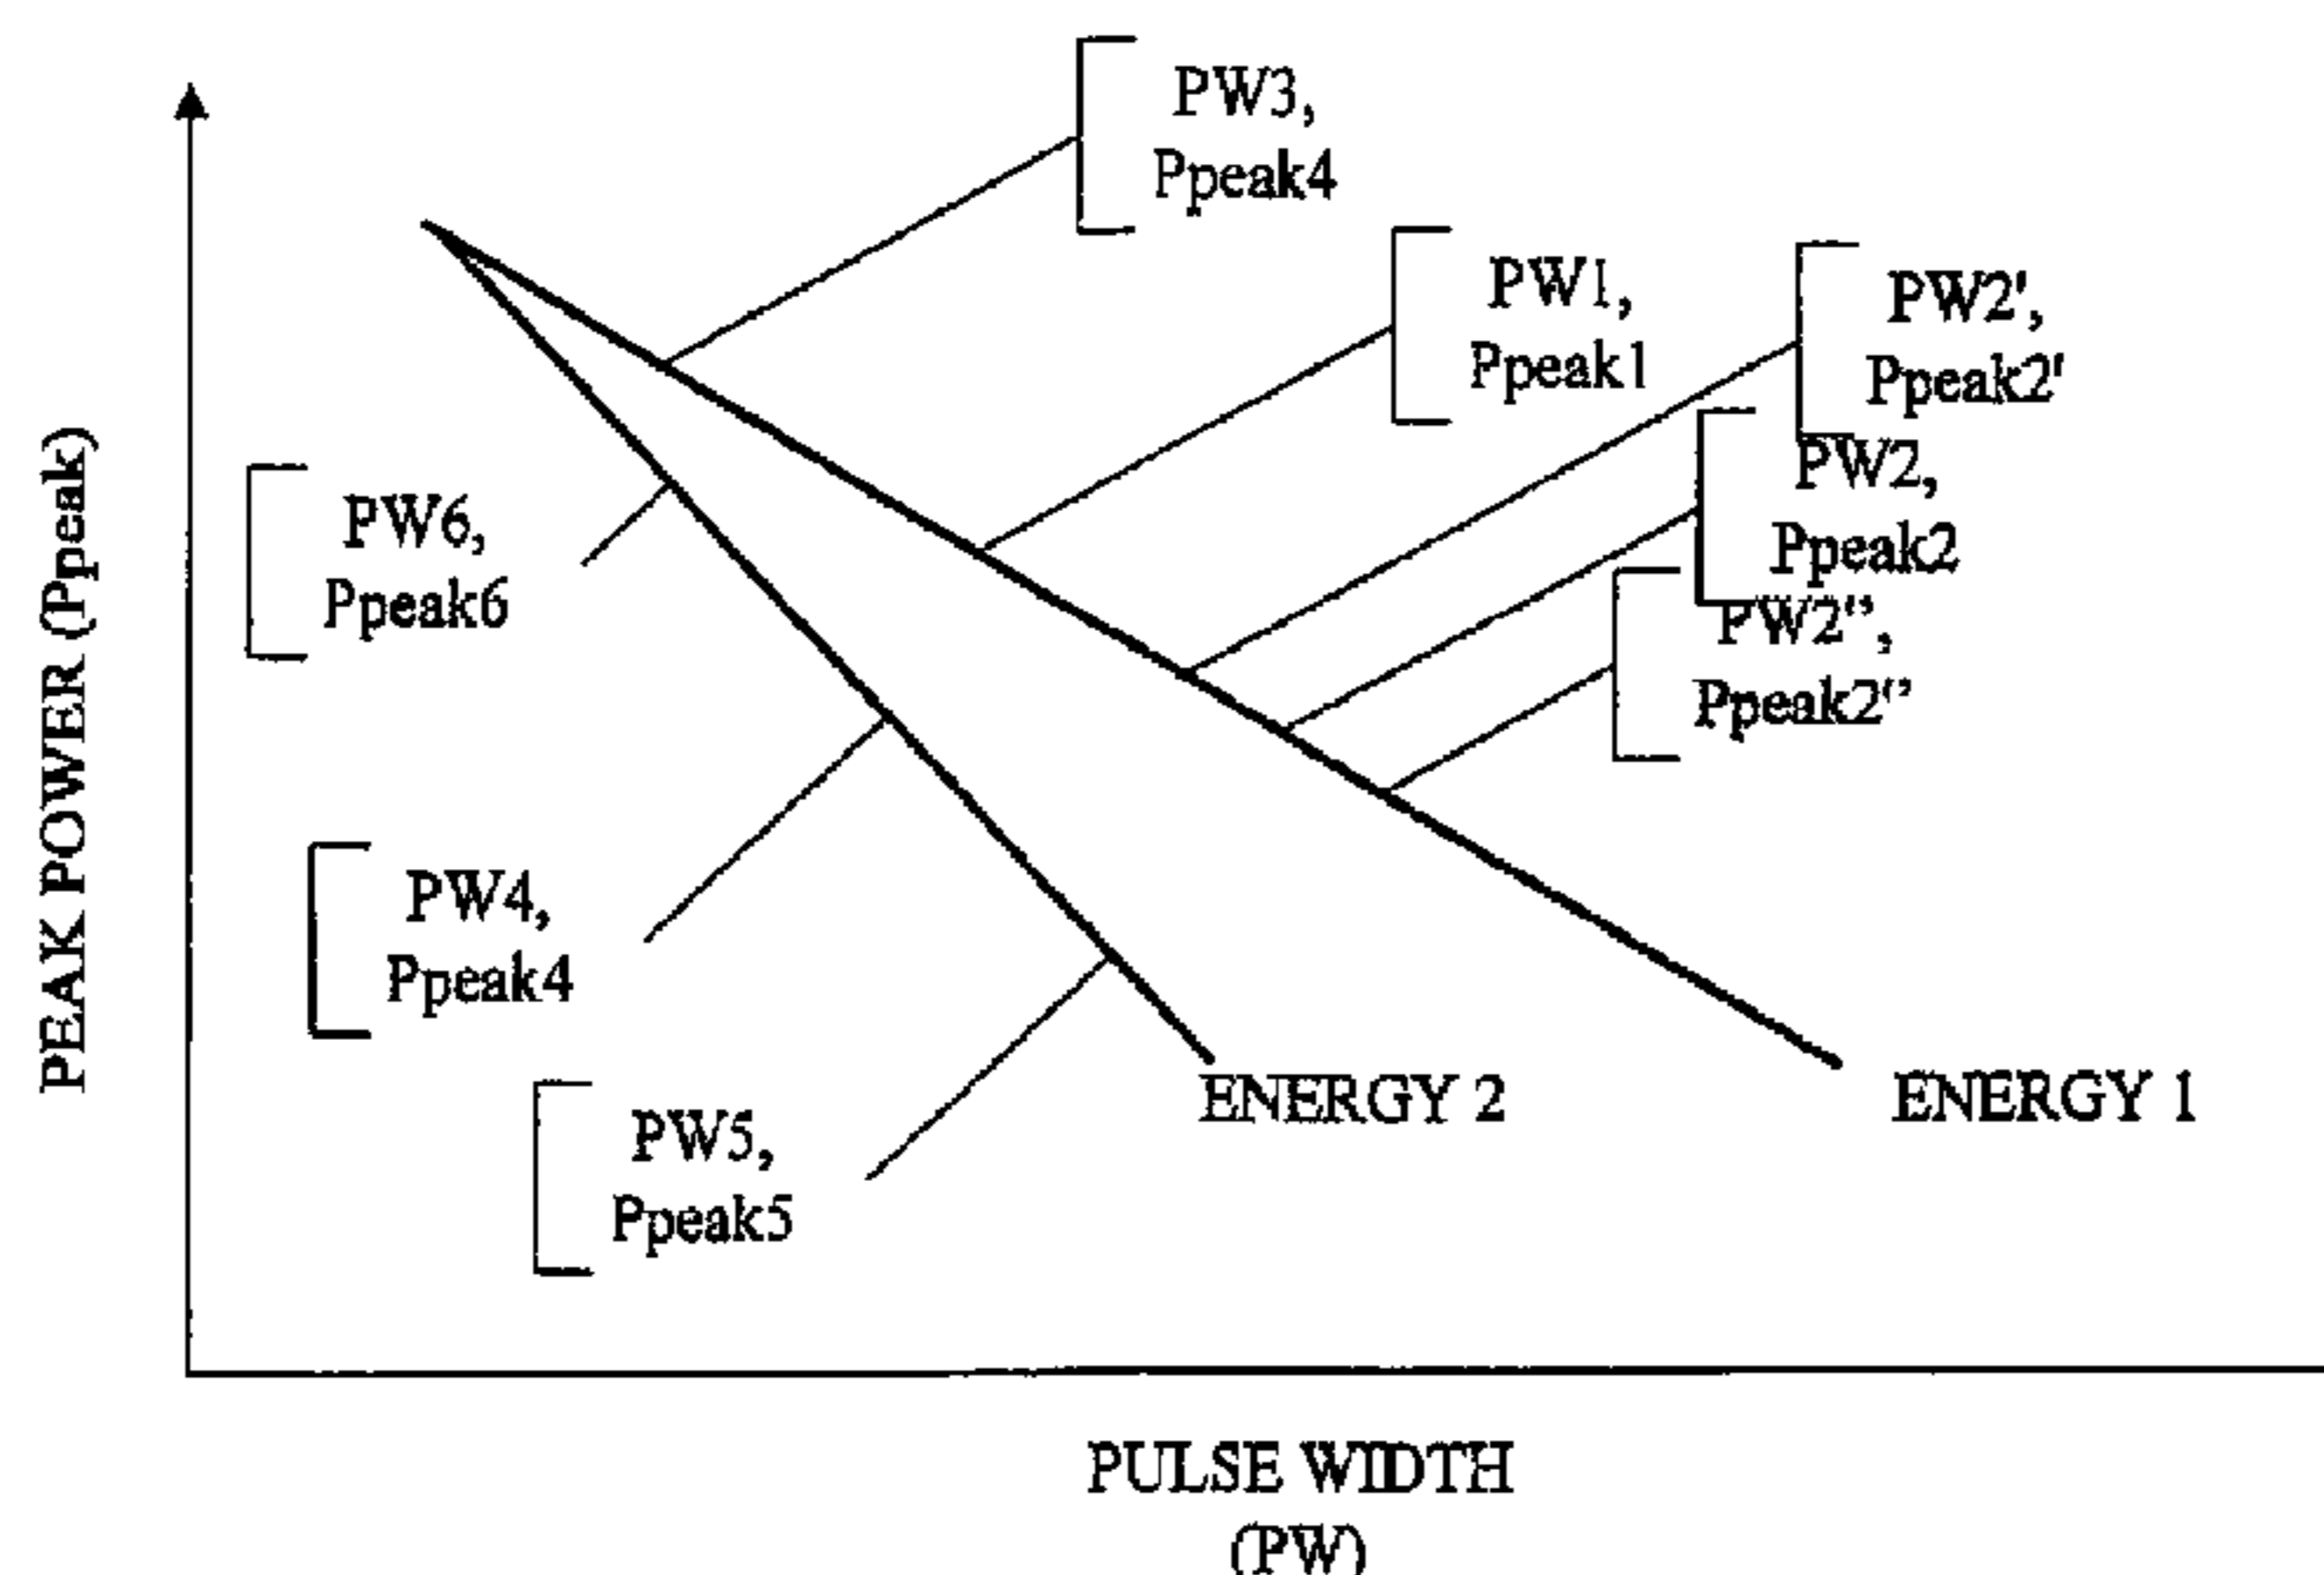 PW3,
Ppeak4
PW1,
Ppeak1
PW2',
Ppeak2'
PW2,
Ppeak2
PW2",
Ppeak2"
PW6,
Ppeak6
PW4,
Ppeak4
PW5,
Ppeak5
ENERGY 2
ENERGY 1
PEAK POWER (Ppeak)
PULSE WIDTH
(PW)